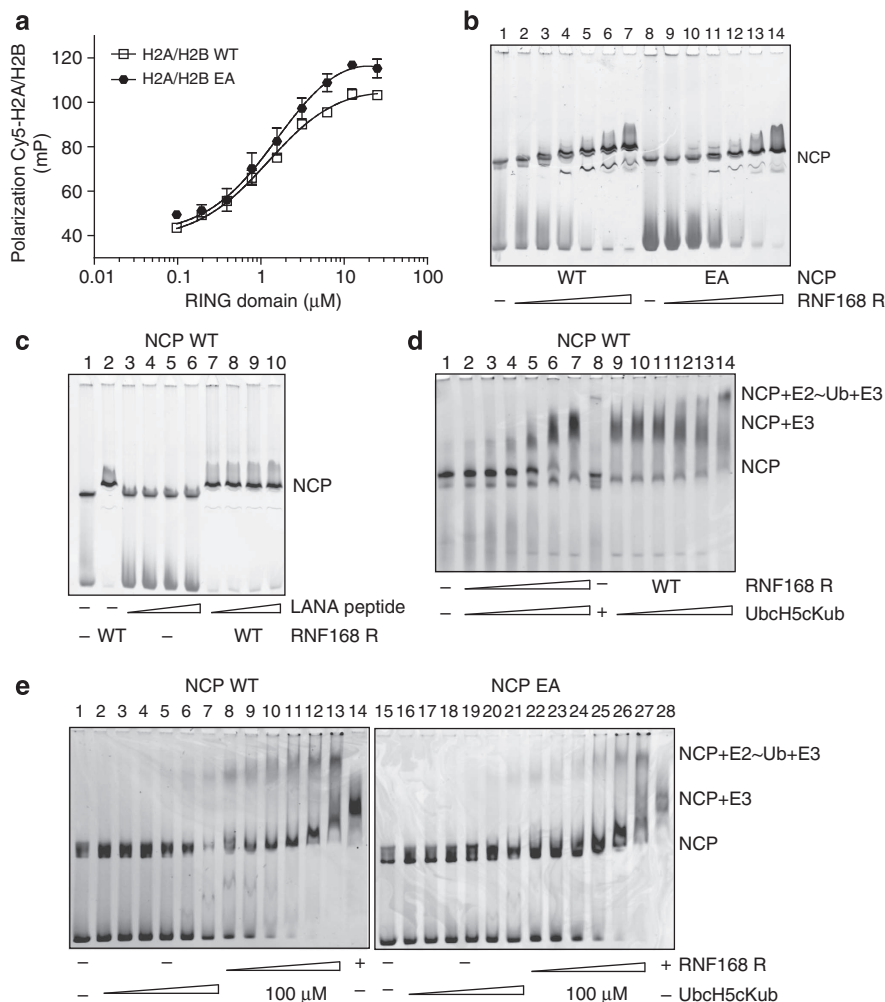 a
Polarization Cy5-H2A/H2B
(mP)
120
100
80
60
40
H2A/H2B WT
H2A/H2B EA
0.01 0.1 1 10 100
RING domain (μM)
b
1 2 3 4 5 6 7 8 9 10 11 12 13 14
NCP
WT EA NCP
– – RNF168 R
c
NCP WT
1 2 3 4 5 6 7 8 9 10
NCP
– – LANA peptide
– WT – WT RNF168 R
d
NCP WT
1 2 3 4 5 6 7 8 9 10 11 12 13 14
NCP+E2~Ub+E3
NCP+E3
NCP
– – WT RNF168 R
– + UbcH5cKub
e
NCP WT NCP EA
1 2 3 4 5 6 7 8 9 10 11 12 13 14 15 16 17 18 19 20 21 22 23 24 25 26 27 28
NCP+E2~Ub+E3
NCP+E3
NCP
– – + – – + RNF168 R
– 100 μM – – 100 μM – UbcH5cKub